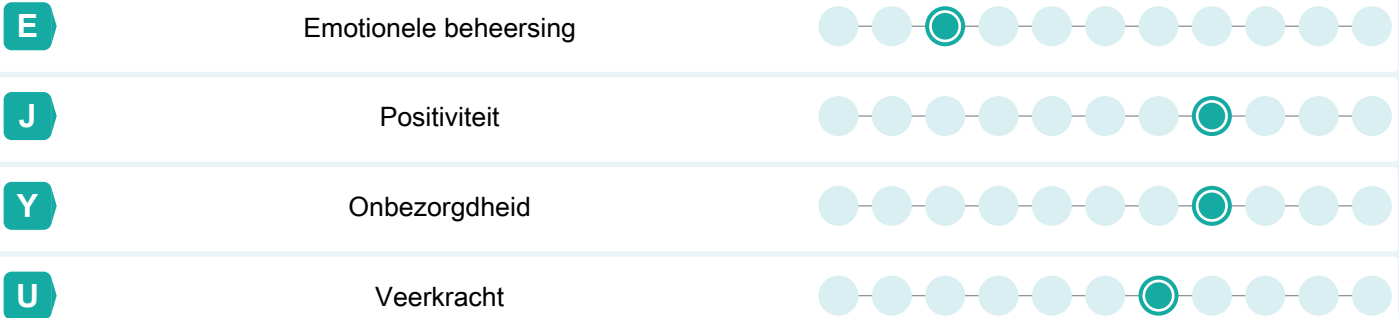 E Emotionele beheersing
J Positiviteit
Y Onbezorgdheid
U Veerkracht